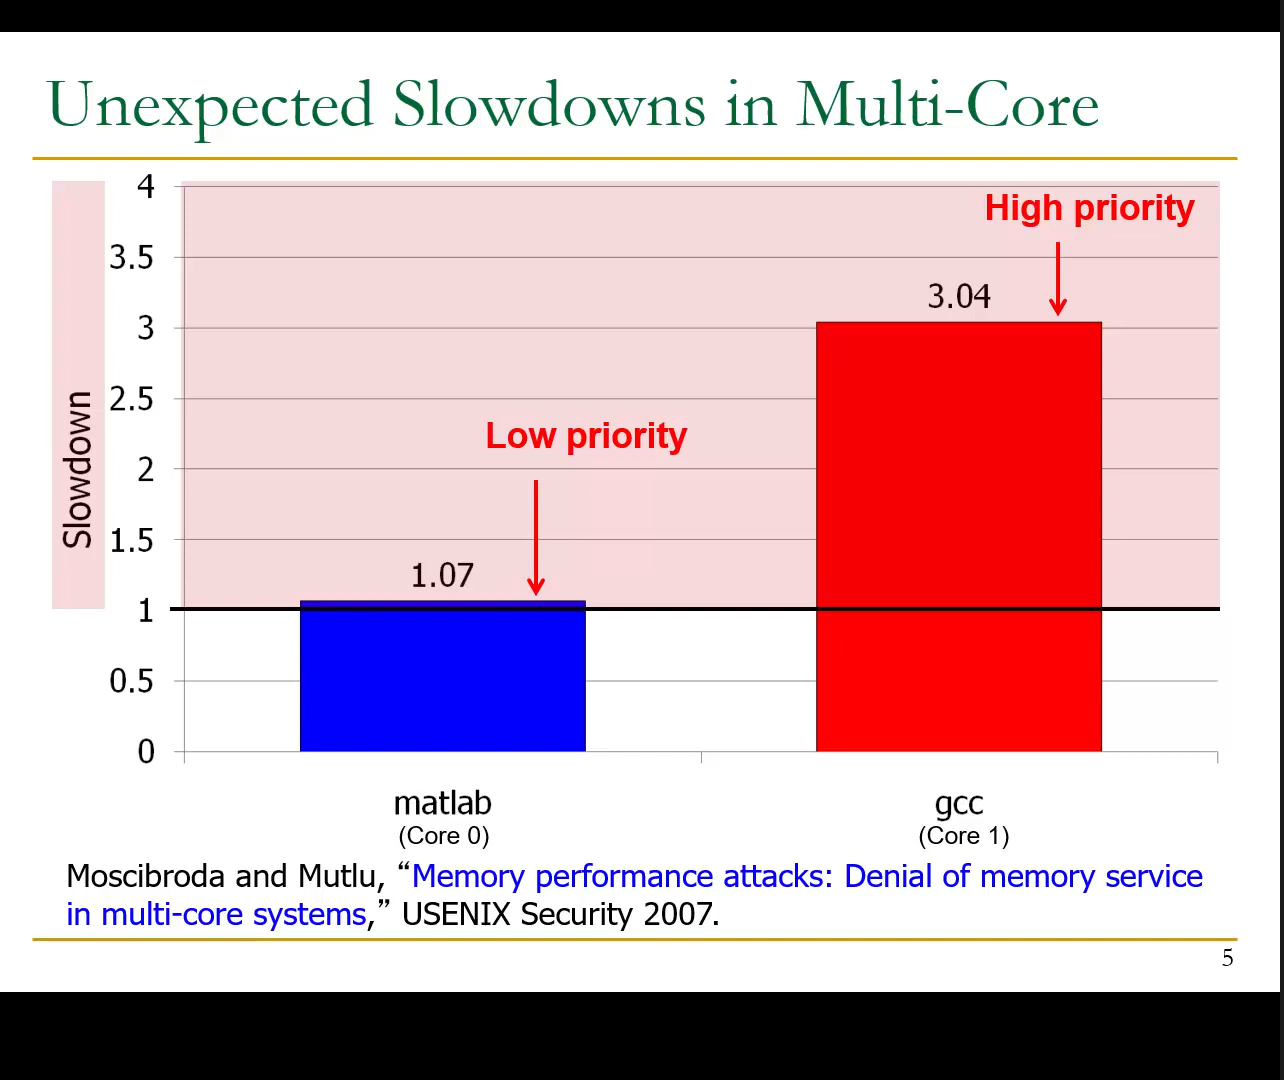 Unexpected Slowdowns in Multi-Core
4
High priority
3.5
3.04
3
2.5
Low priority
2
Slowdown
1.5
1.07
1
0.5
0
matlab
gcc
(Core 0)
(Core 1)
Moscibroda and Mutlu, “Memory performance attacks: Denial of memory service
in multi-core systems,” USENIX Security 2007.
5